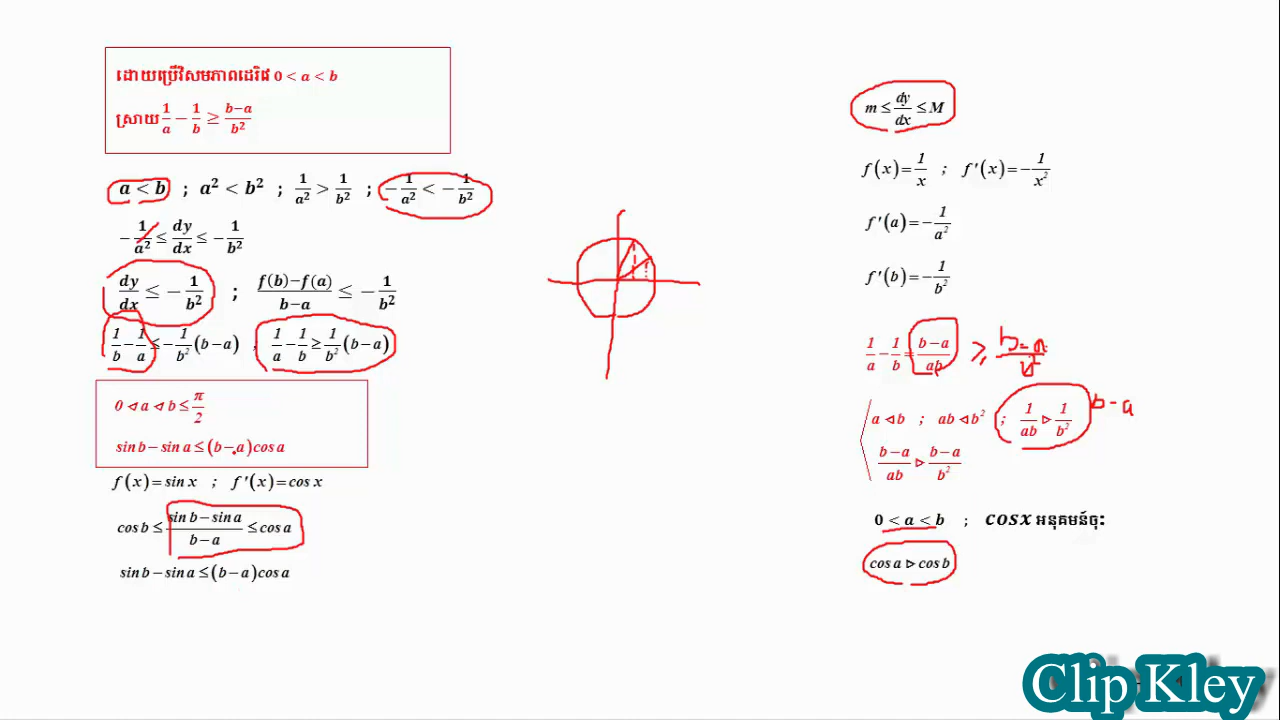 ដោយប្រើវិសមភាពដេរីវេ 0 < a < b
ស្រាយ 1/a − 1/b ≥ (b−a)/b²
a < b ; a² < b² ; 1/a² > 1/b² ; −1/a² < −1/b²
−1/a² ≤ dy/dx ≤ −1/b²
dy/dx ≤ −1/b² ; (f(b)−f(a))/(b−a) ≤ −1/b²
1/b − 1/a ≤ −1/b² (b−a) , 1/a − 1/b ≥ 1/b² (b−a)
0 ⊲ a ⊲ b ≤ π/2
sin b − sin a ≤ (b−a) cos a
f(x) = sin x ; f'(x) = cos x
cos b ≤ (sin b − sin a)/(b−a) ≤ cos a
sin b − sin a ≤ (b−a) cos a
m ≤ dy/dx ≤ M
f(x) = 1/x ; f'(x) = −1/x²
f'(a) = −1/a²
f'(b) = −1/b²
1/a − 1/b = (b−a)/ab ≥ (b−a)/b²
a ⊲ b ; ab ⊲ b² ; 1/ab ⊳ 1/b² b−a
(b−a)/ab ⊳ (b−a)/b²
0 < a < b ; COSX អនុគមន៍ចុះ
cos a ⊳ cos b
Clip Kley